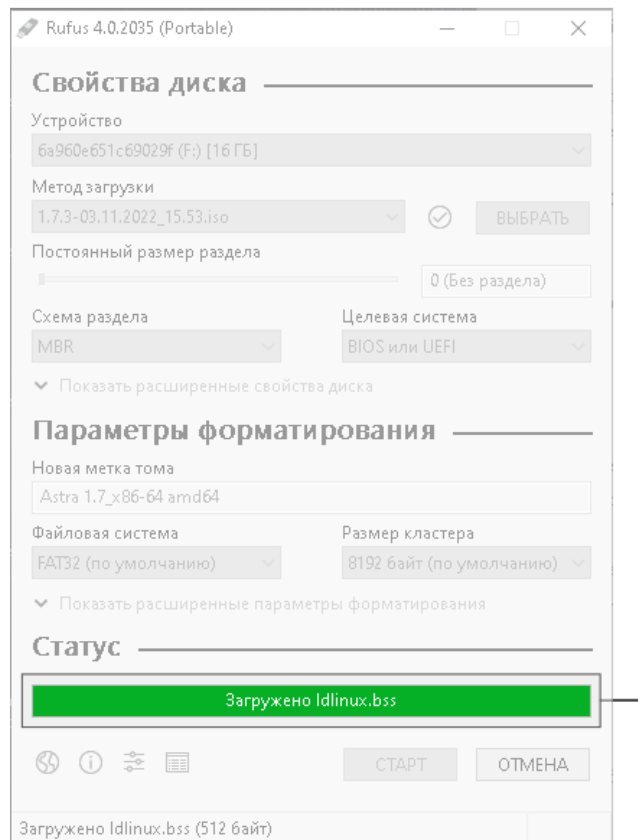 Rufus 4.0.2035 (Portable)
Свойства диска
Устройство
6a960e651c69029f (F:) [16 ГБ]
Метод загрузки
1.7.3-03.11.2022_15.53.iso
ВЫБРАТЬ
Постоянный размер раздела
0 (Без раздела)
Схема раздела
Целевая система
MBR
BIOS или UEFI
Показать расширенные свойства диска
Параметры форматирования
Новая метка тома
Astra 1.7_x86-64 amd64
Файловая система
Размер кластера
FAT32 (по умолчанию)
8192 байт (по умолчанию)
Показать расширенные параметры форматирования
Статус
Загружено ldlinux.bss
СТАРТ
ОТМЕНА
Загружено ldlinux.bss (512 байт)